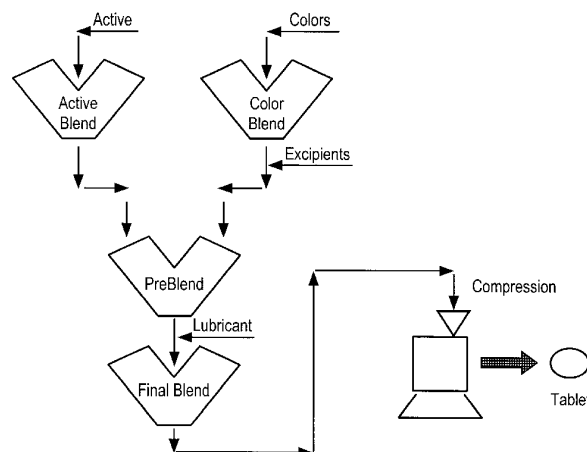 Active
Colors
Active
Blend
Color
Blend
Excipients
PreBlend
Lubricant
Final Blend
Compression
Tablet